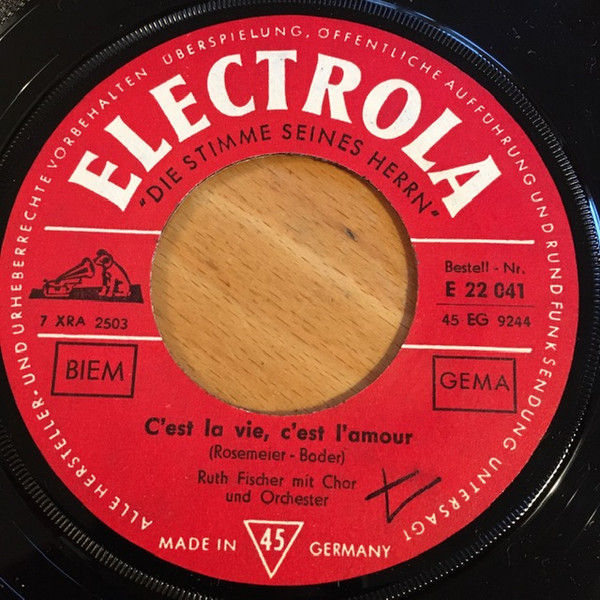 ALLE HERSTELLER- UND URHEBERRECHTE VORBEHALTEN ÜBERSPIELUNG, ÖFFENTLICHE AUFFÜHRUNG UND RUNDFUNKSENDUNG UNTERSAGT
ELECTROLA
"DIE STIMME SEINES HERRN"
7 XRA 2503
Bestell - Nr.
E 22 041
45 EG 9244
BIEM
GEMA
C'est la vie, c'est l'amour
(Rosemeier - Bader)
Ruth Fischer mit Chor
und Orchester
MADE IN 45 GERMANY